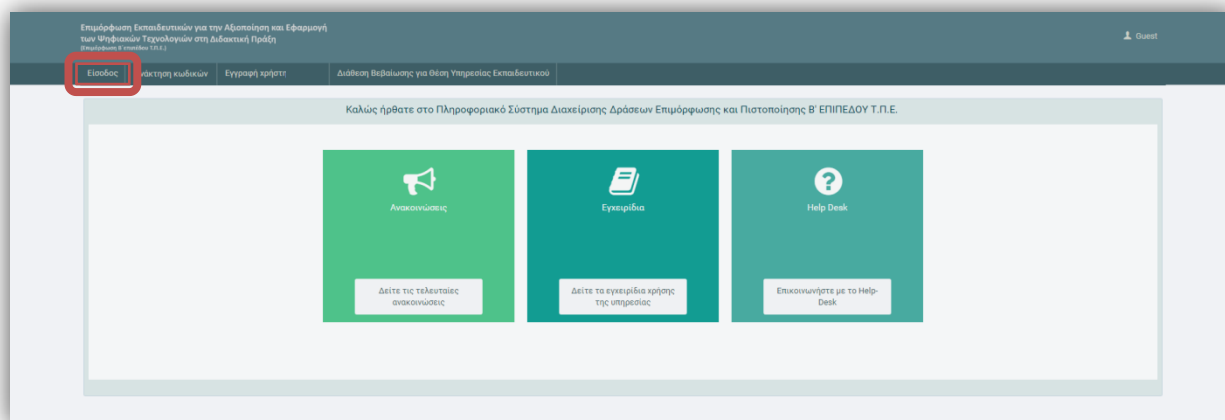 Επιμόρφωση Εκπαιδευτικών για την Αξιοποίηση και Εφαρμογή
των Ψηφιακών Τεχνολογιών στη Διδακτική Πράξη
(Επιμόρφωση Β' επιπέδου Τ.Π.Ε.)
Guest
Είσοδος νάκτηση κωδικών Εγγραφή χρήστη Διάθεση Βεβαίωσης για Θέση Υπηρεσίας Εκπαιδευτικού
Καλώς ήρθατε στο Πληροφοριακό Σύστημα Διαχείρισης Δράσεων Επιμόρφωσης και Πιστοποίησης Β' ΕΠΙΠΕΔΟΥ Τ.Π.Ε.
Ανακοινώσεις Εγχειρίδια Help Desk
Δείτε τις τελευταίες
ανακοινώσεις
Δείτε τα εγχειρίδια χρήσης
της υπηρεσίας
Επικοινωνήστε με το Help-
Desk